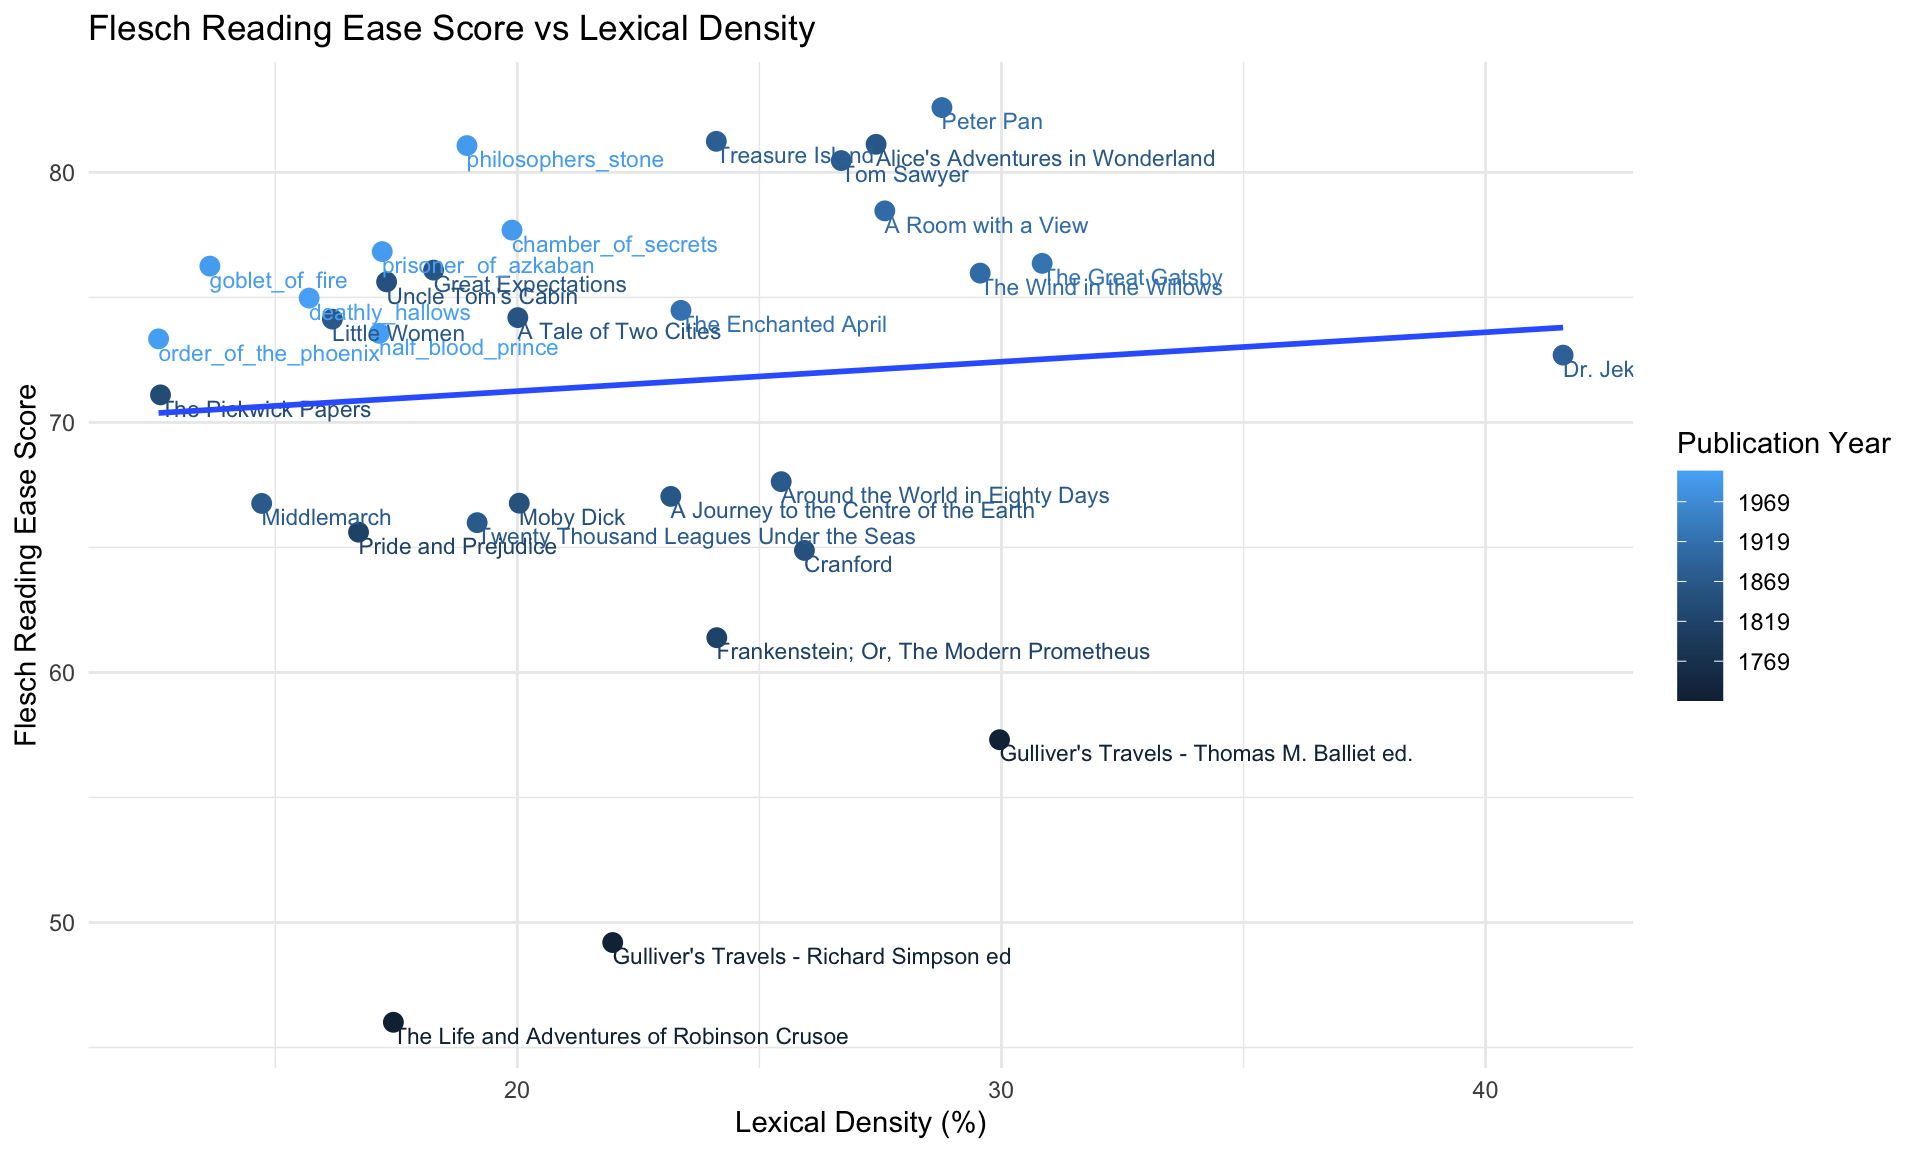 Flesch Reading Ease Score vs Lexical Density
Peter Pan
Treasure Island
Alice's Adventures in Wonderland
philosophers_stone
Tom Sawyer
80
A Room with a View
chamber_of_secrets
prisoner_of_azkaban
The Great Gatsby
goblet_of_fire
Great Expectations
The Wind in the Willows
Uncle Tom's Cabin
deathly_hallows
The Enchanted April
A Tale of Two Cities
Little Women
half_blood_prince
order_of_the_phoenix
Dr. Jek
The Pickwick Papers
70
Around the World in Eighty Days
A Journey to the Centre of the Earth
Middlemarch
Moby Dick
Twenty Thousand Leagues Under the Seas
Pride and Prejudice
Cranford
Frankenstein; Or, The Modern Prometheus
60
Gulliver's Travels - Thomas M. Balliet ed.
50
Gulliver's Travels - Richard Simpson ed
The Life and Adventures of Robinson Crusoe
Flesch Reading Ease Score
20
30
40
Lexical Density (%)
Publication Year
1969
1919
1869
1819
1769